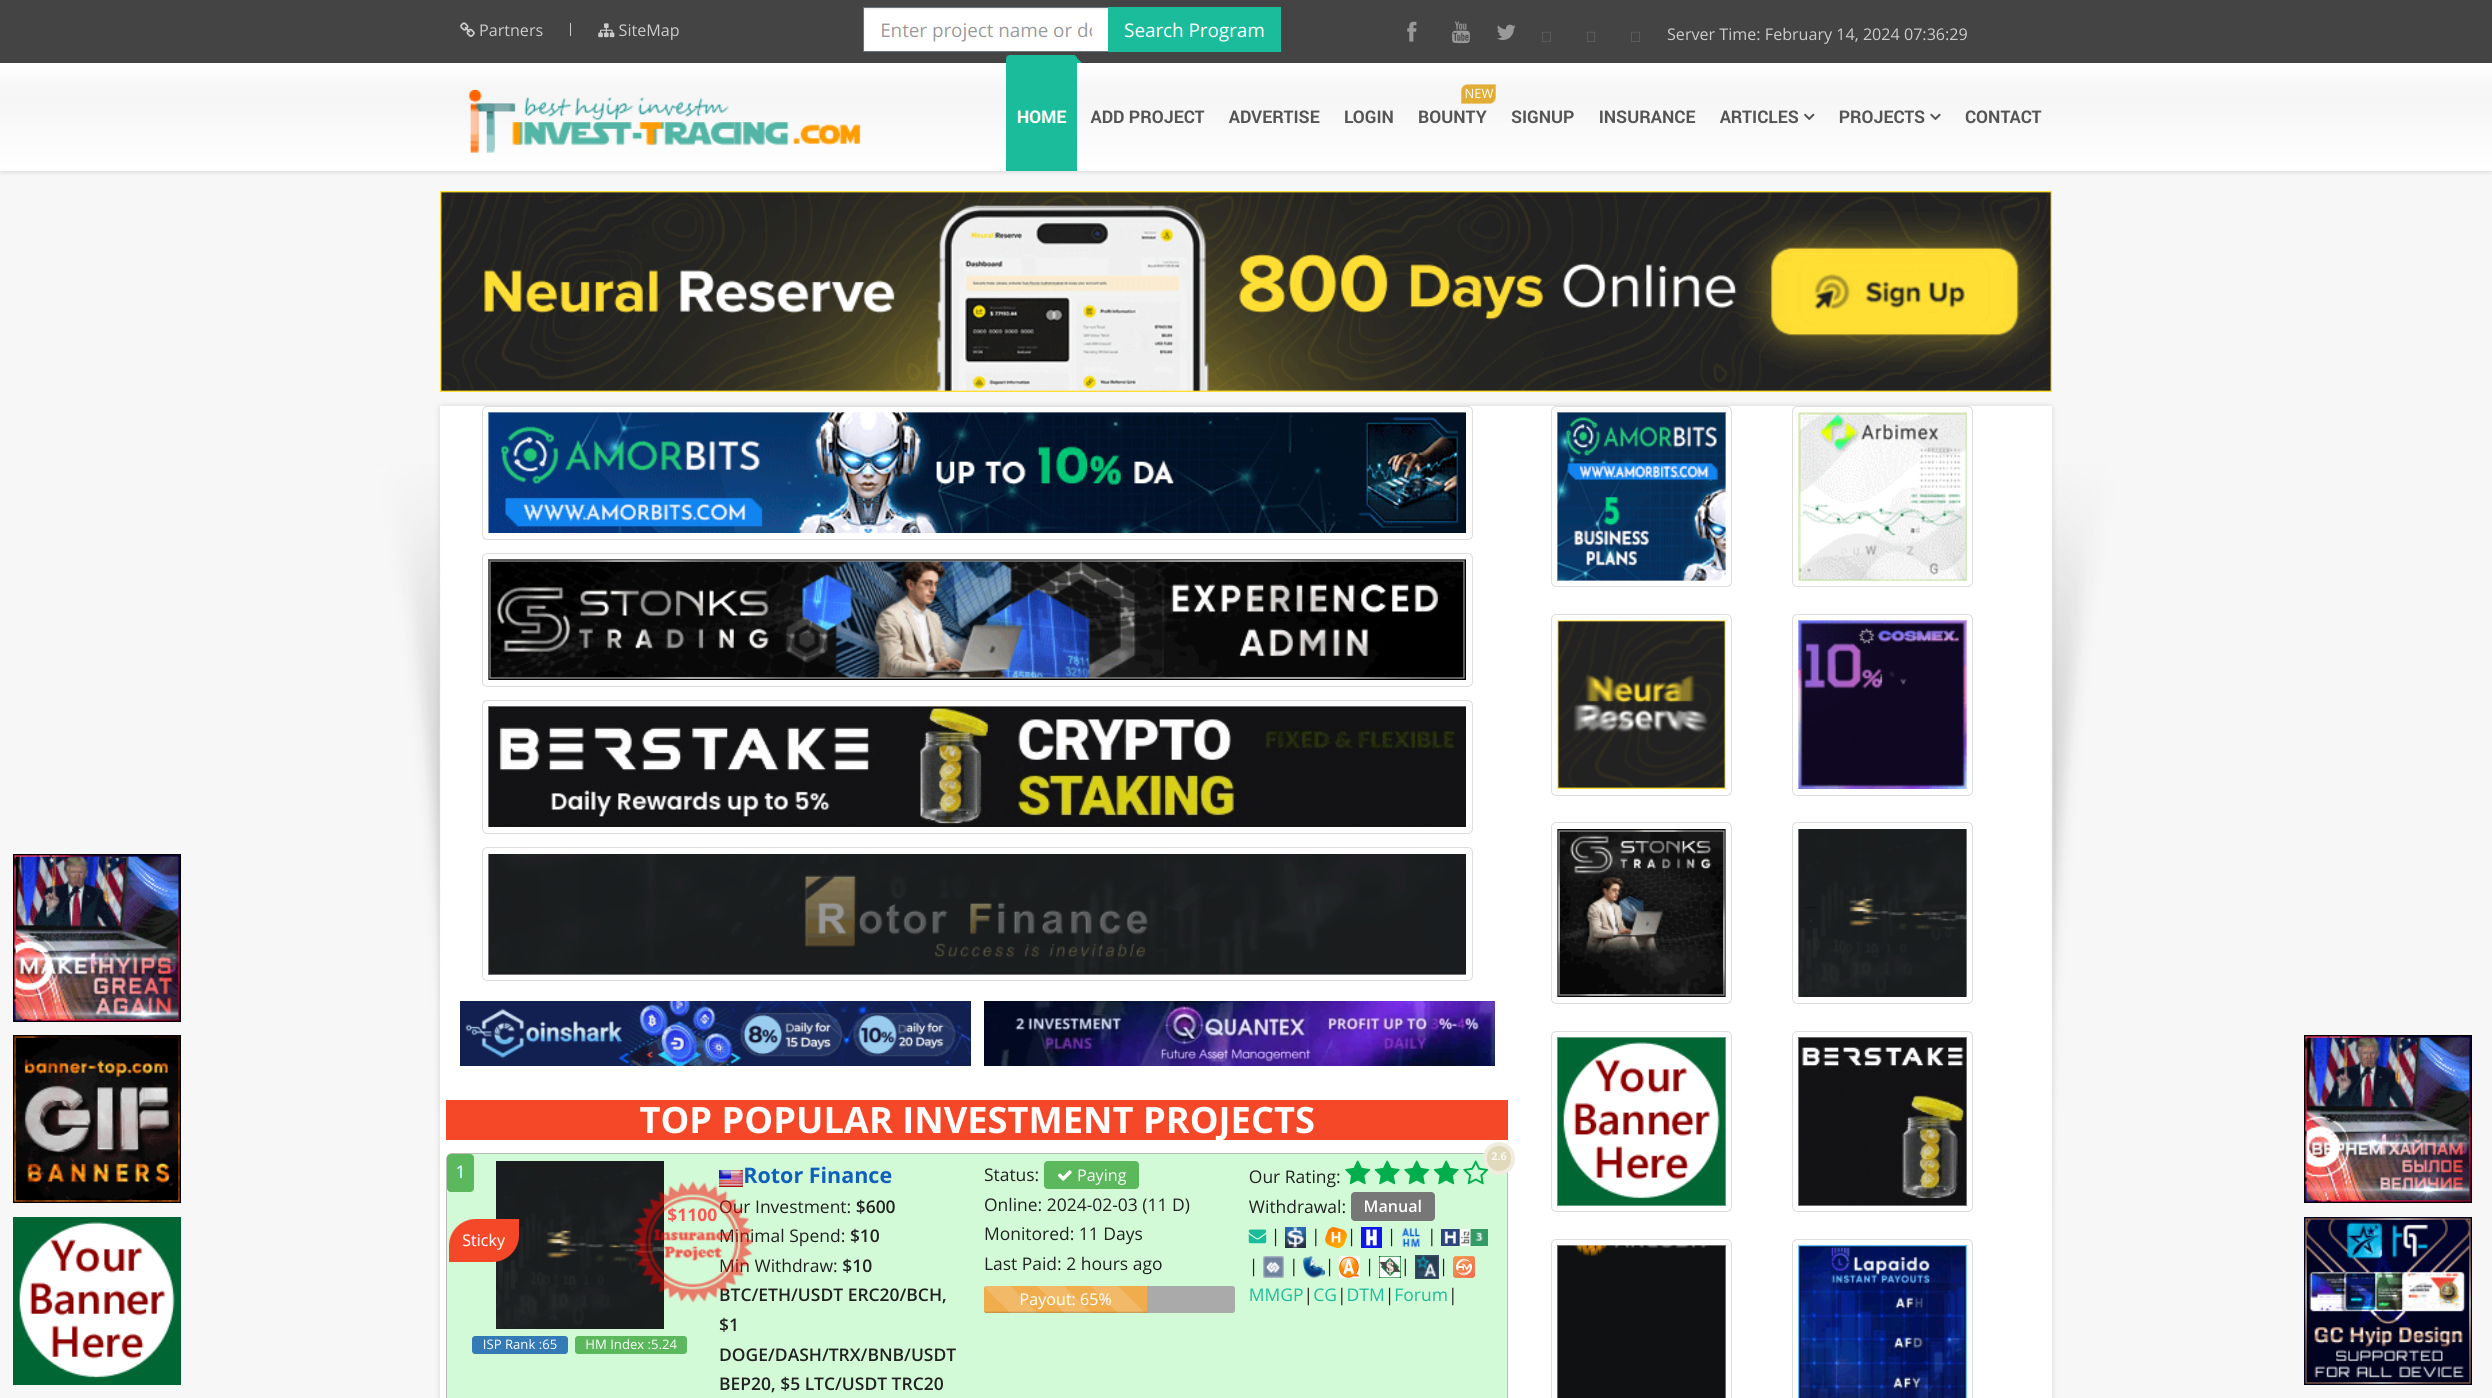 Partners
SiteMap
Enter project name or do
Search Program
Server Time: February 14, 2024 07:36:29
best hyip investm
INVEST-TRACING.COM
HOME
ADD PROJECT
ADVERTISE
LOGIN
BOUNTY
NEW
SIGNUP
INSURANCE
ARTICLES
PROJECTS
CONTACT
Neural Reserve
Neural Reserve
Dashboard
800 Days Online
Sign Up
AMORBITS
WWW.AMORBITS.COM
UP TO 10% DA
STONKS
TRADING
EXPERIENCED
ADMIN
BERSTAKE
Daily Rewards up to 5%
CRYPTO
STAKING
FIXED & FLEXIBLE
Rotor Finance
Success is inevitable
Coinshark
8% Daily for
15 Days
10% Daily for
20 Days
2 INVESTMENT
PLANS
QUANTEX
Future Asset Management
PROFIT UP TO 3%-4%
DAILY
AMORBITS
WWW.AMORBITS.COM
5
BUSINESS
PLANS
Arbimex
Neural
Reserve
COSMEX.
10%
STONKS
TRADING
Your
Banner
Here
BERSTAKE
Lapaido
INSTANT PAYOUTS
AFH
AFD
AFY
MAKE HYIPS
GREAT
AGAIN
banner-top.com
GIF
BANNERS
Your
Banner
Here
ВЕРНЕМ ХАЙПАМ
БЫЛОЕ
ВЕЛИЧИЕ
GC Hyip Design
SUPPORTED
FOR ALL DEVICE
TOP POPULAR INVESTMENT PROJECTS
1
Sticky
$1100
Insurance
Project
ISP Rank :65
HM Index :5.24
Rotor Finance
Our Investment: $600
Minimal Spend: $10
Min Withdraw: $10
BTC/ETH/USDT ERC20/BCH,
$1
DOGE/DASH/TRX/BNB/USDT
BEP20, $5 LTC/USDT TRC20
Status: Paying
Online: 2024-02-03 (11 D)
Monitored: 11 Days
Last Paid: 2 hours ago
Payout: 65%
2.6
Our Rating:
Withdrawal: Manual
MMGP|CG|DTM|Forum|